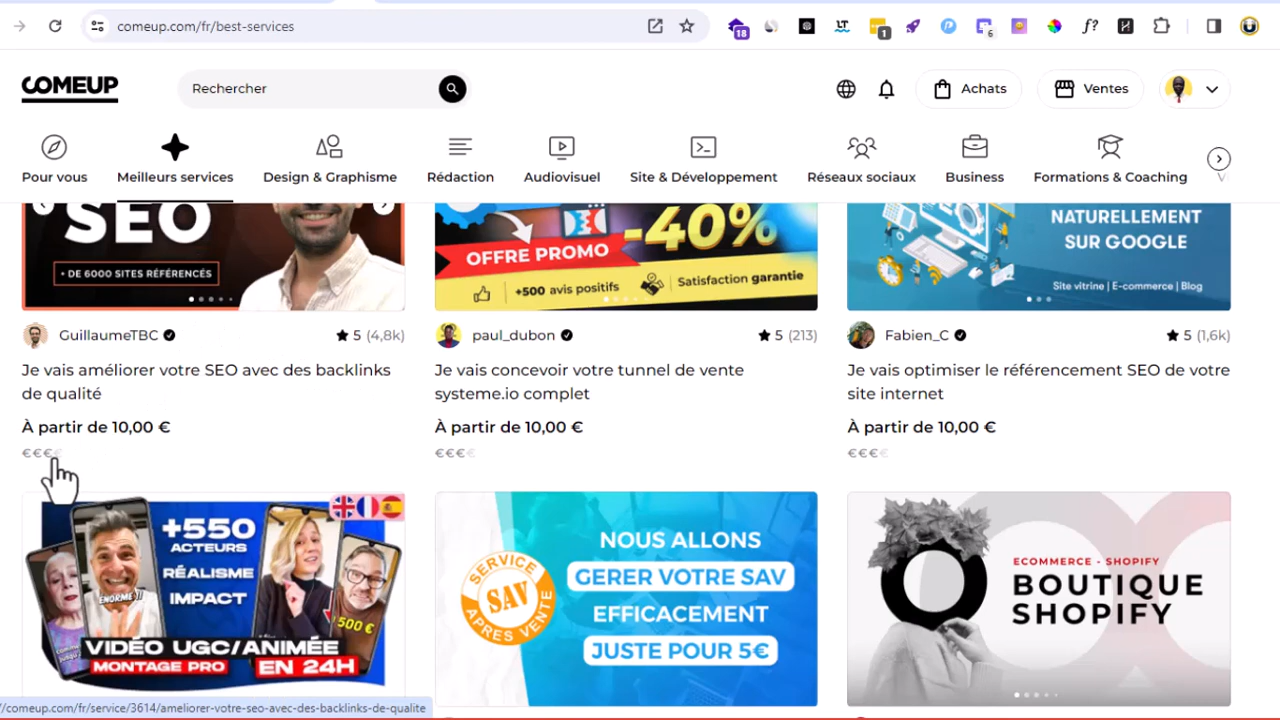 comeup.com/fr/best-services
18
LT
1
6
f?
COMEUP
Rechercher
Achats
Ventes
Pour vous
Meilleurs services
Design & Graphisme
Rédaction
Audiovisuel
Site & Développement
Réseaux sociaux
Business
Formations & Coaching
SEO
+ DE 6000 SITES RÉFÉRENCÉS
-40%
OFFRE PROMO
+500 avis positifs
Satisfaction garantie
NATURELLEMENT
SUR GOOGLE
Site vitrine | E-commerce | Blog
GuillaumeTBC
5 (4,8k)
paul_dubon
5 (213)
Fabien_C
5 (1,6k)
Je vais améliorer votre SEO avec des backlinks
de qualité
Je vais concevoir votre tunnel de vente
systeme.io complet
Je vais optimiser le référencement SEO de votre
site internet
À partir de 10,00 €
À partir de 10,00 €
À partir de 10,00 €
€€€€
€€€€
€€€€
+550
ACTEURS
RÉALISME
IMPACT
ENORME !!
1500 €
VIDÉO UGC/ANIMÉE
MONTAGE PRO
EN 24H
SERVICE
SAV
APRES VENTE
NOUS ALLONS
GERER VOTRE SAV
EFFICACEMENT
JUSTE POUR 5€
ECOMMERCE - SHOPIFY
BOUTIQUE
SHOPIFY
/comeup.com/fr/service/3614/ameliorer-votre-seo-avec-des-backlinks-de-qualite